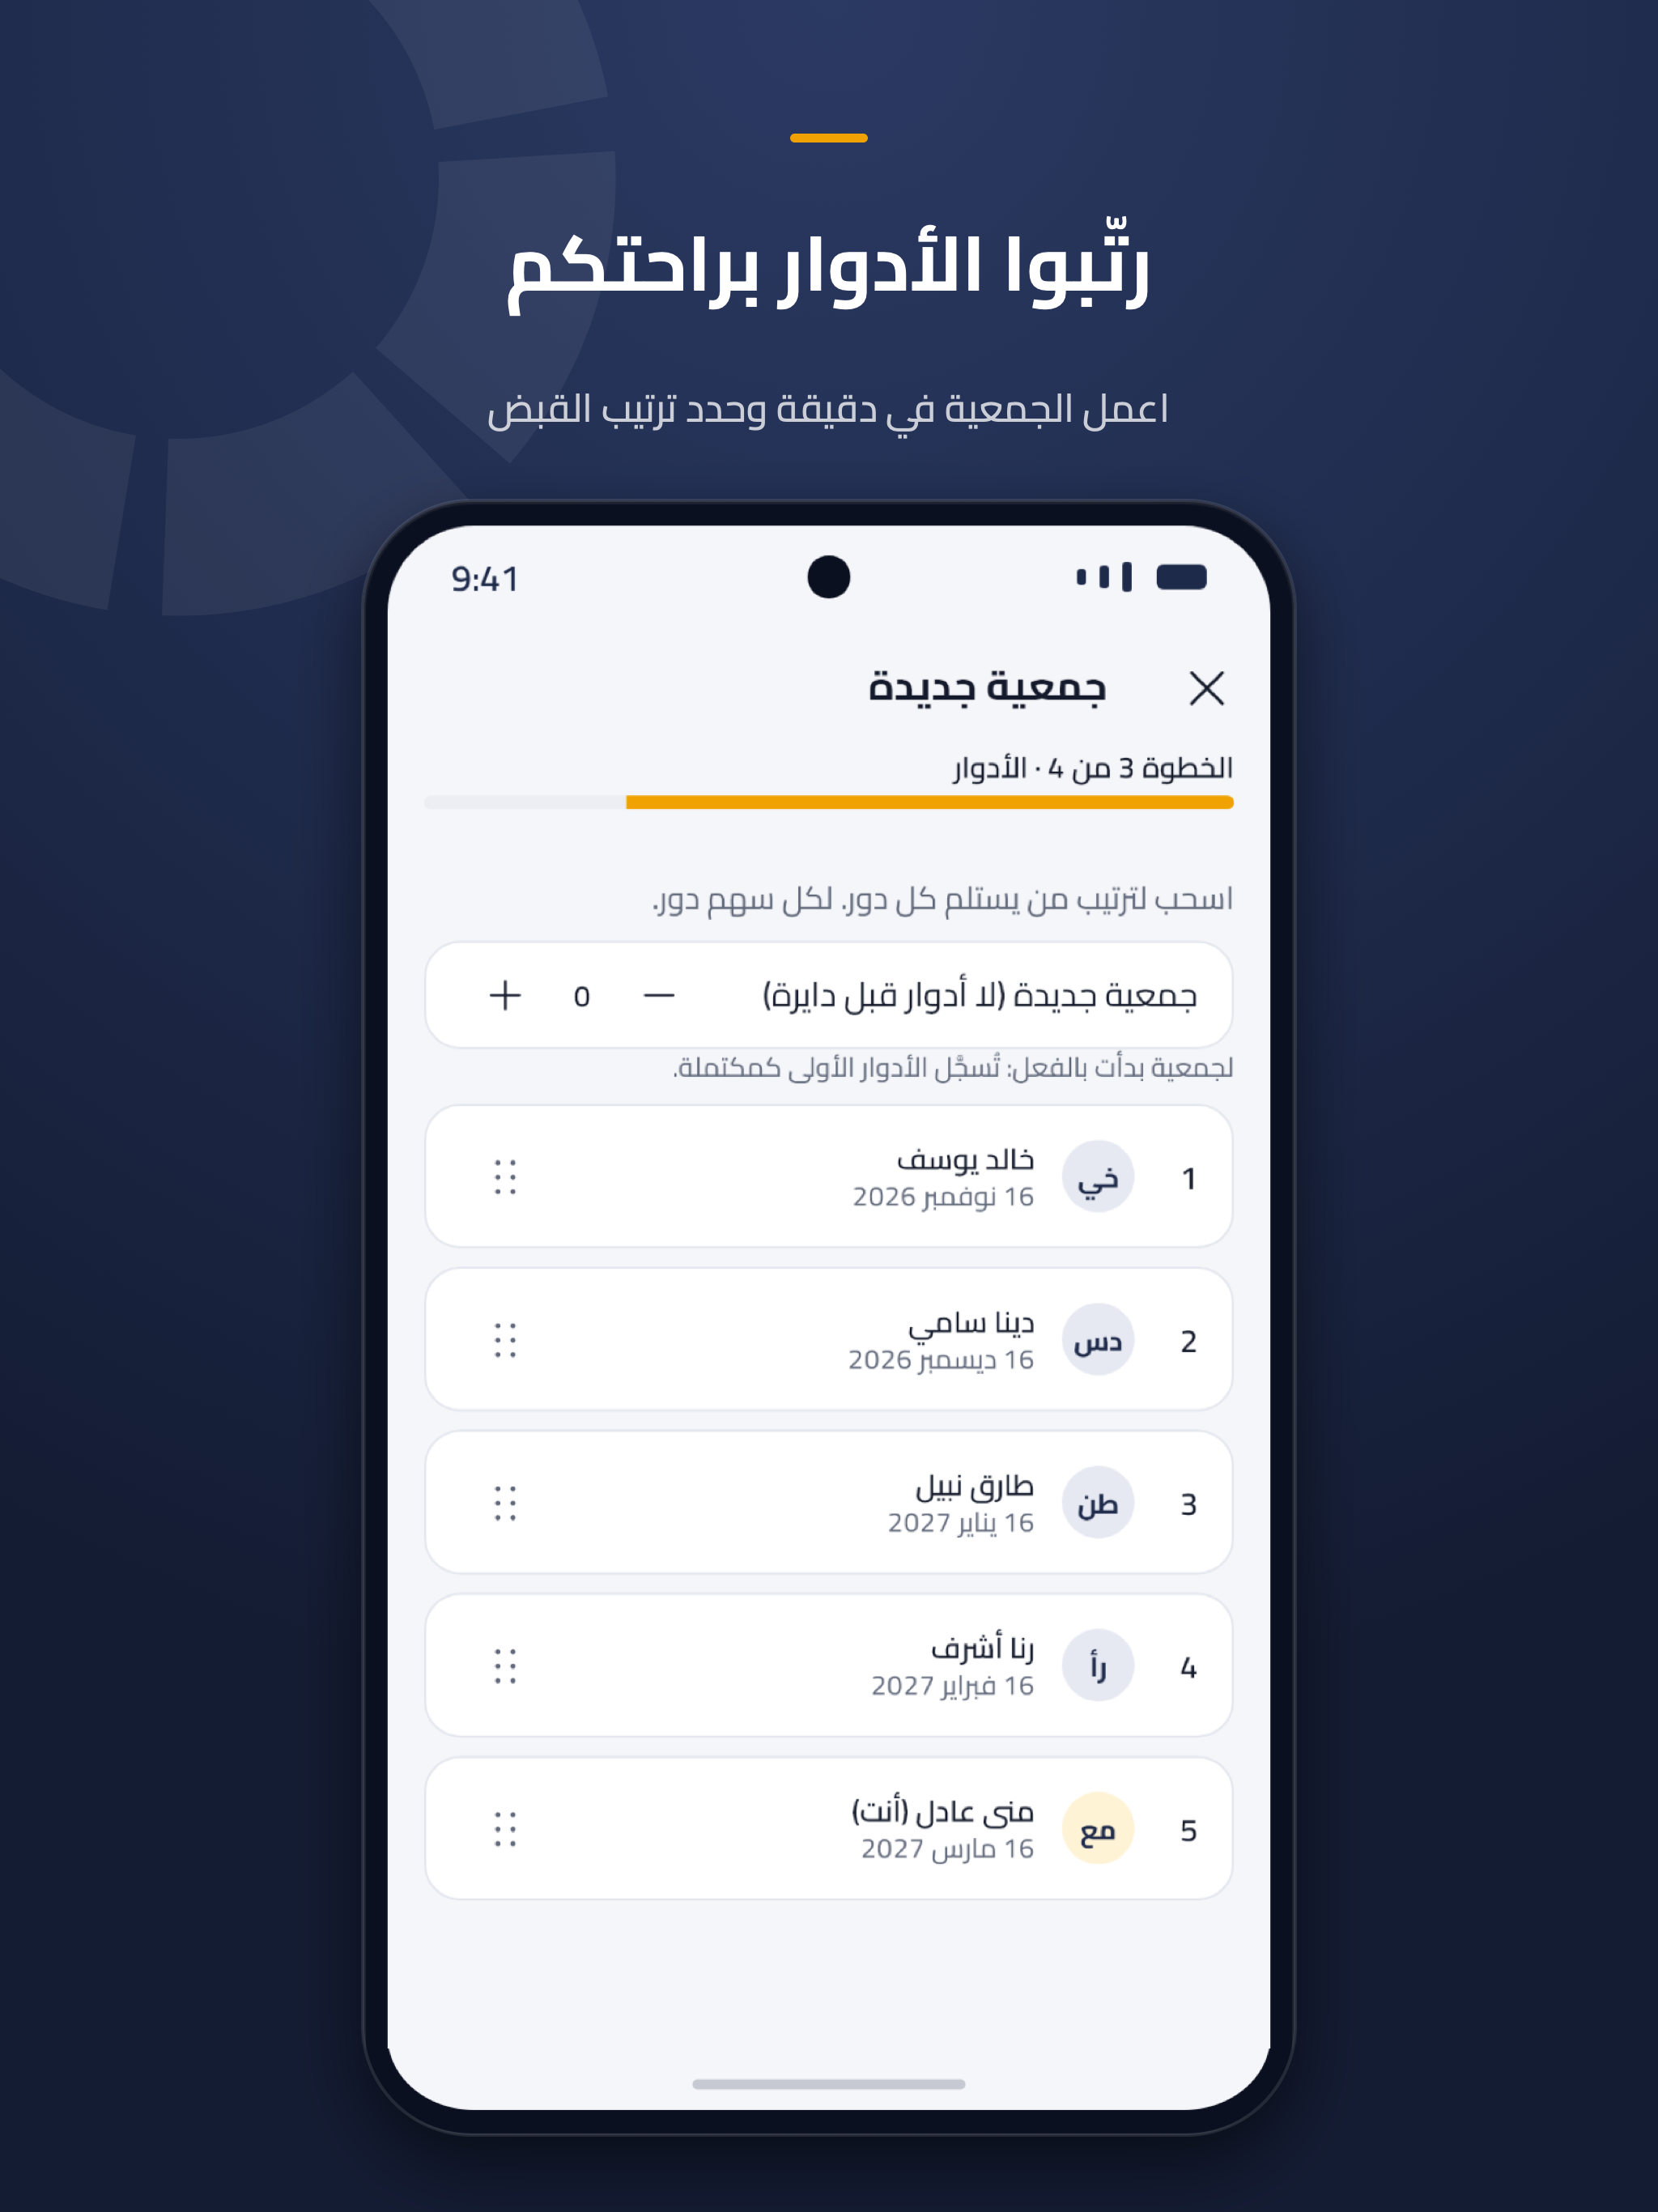 رتّبوا الأدوار براحتكم
اعمل الجمعية في دقيقة وحدد ترتيب القبض
9:41
جمعية جديدة
الخطوة 3 من 4 · الأدوار
اسحب لترتيب من يستلم كل دور. لكل سهم دور.
جمعية جديدة (لا أدوار قبل دايرة)
0
لجمعية بدأت بالفعل: تُسجَّل الأدوار الأولى كمكتملة.
1 خي خالد يوسف
16 نوفمبر 2026
2 دس دينا سامي
16 ديسمبر 2026
3 طن طارق نبيل
16 يناير 2027
4 رأ رنا أشرف
16 فبراير 2027
5 مع منى عادل (أنت)
16 مارس 2027